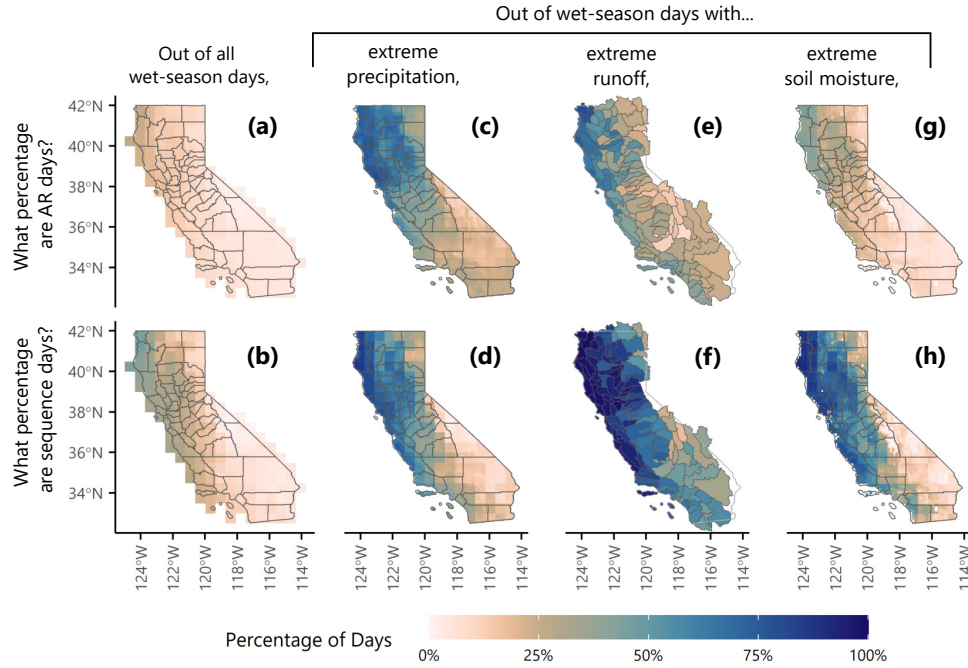 Out of wet-season days with...
Out of all
wet-season days,
extreme
precipitation,
extreme
runoff,
extreme
soil moisture,
What percentage
are AR days?
42°N
40°N
38°N
36°N
34°N
(a)
(c)
(e)
(g)
What percentage
are sequence days?
42°N
40°N
38°N
36°N
34°N
(b)
(d)
(f)
(h)
124°W
122°W
120°W
118°W
116°W
114°W
124°W
122°W
120°W
118°W
116°W
114°W
124°W
122°W
120°W
118°W
116°W
114°W
124°W
122°W
120°W
118°W
116°W
114°W
Percentage of Days
0%
25%
50%
75%
100%